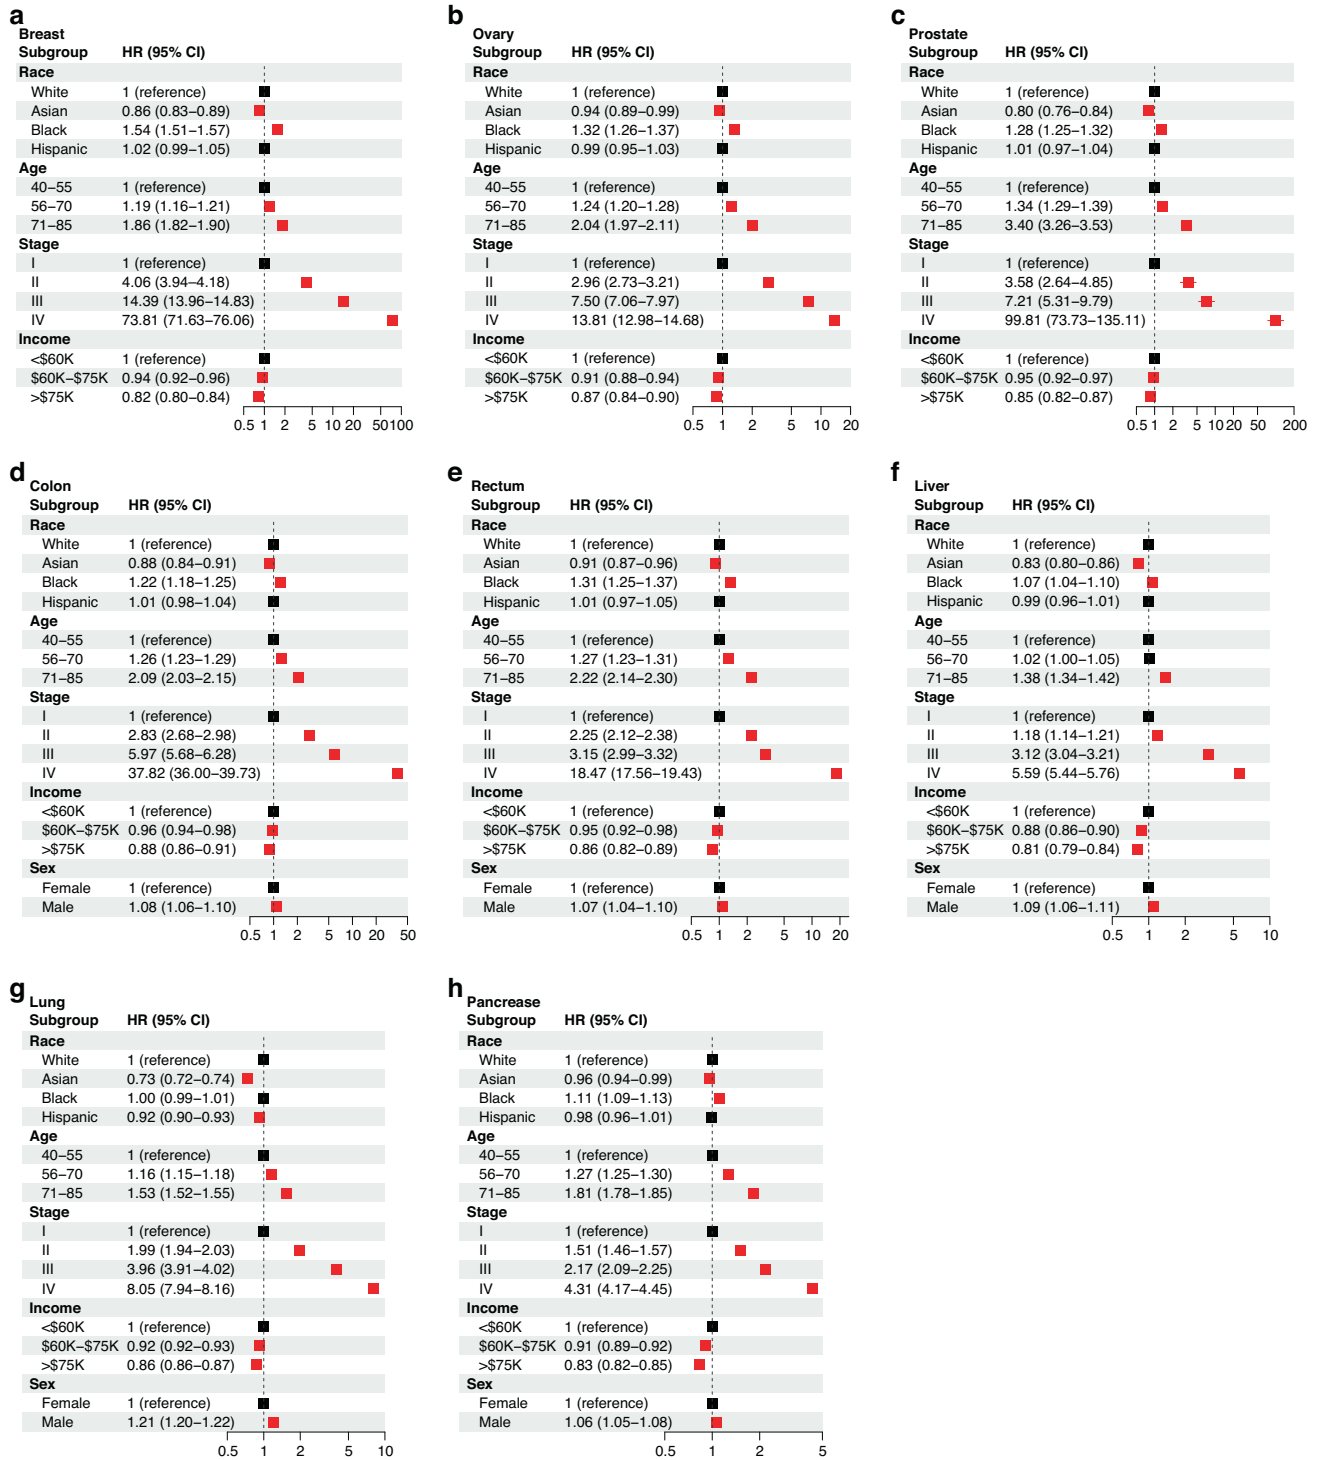 a
Breast
Subgroup HR (95% CI)
Race
White 1 (reference)
Asian 0.86 (0.83–0.89)
Black 1.54 (1.51–1.57)
Hispanic 1.02 (0.99–1.05)
Age
40–55 1 (reference)
56–70 1.19 (1.16–1.21)
71–85 1.86 (1.82–1.90)
Stage
I 1 (reference)
II 4.06 (3.94–4.18)
III 14.39 (13.96–14.83)
IV 73.81 (71.63–76.06)
Income
<$60K 1 (reference)
$60K–$75K 0.94 (0.92–0.96)
>$75K 0.82 (0.80–0.84)
0.5 1 2 5 10 20 50 100
b
Ovary
Subgroup HR (95% CI)
Race
White 1 (reference)
Asian 0.94 (0.89–0.99)
Black 1.32 (1.26–1.37)
Hispanic 0.99 (0.95–1.03)
Age
40–55 1 (reference)
56–70 1.24 (1.20–1.28)
71–85 2.04 (1.97–2.11)
Stage
I 1 (reference)
II 2.96 (2.73–3.21)
III 7.50 (7.06–7.97)
IV 13.81 (12.98–14.68)
Income
<$60K 1 (reference)
$60K–$75K 0.91 (0.88–0.94)
>$75K 0.87 (0.84–0.90)
0.5 1 2 5 10 20
c
Prostate
Subgroup HR (95% CI)
Race
White 1 (reference)
Asian 0.80 (0.76–0.84)
Black 1.28 (1.25–1.32)
Hispanic 1.01 (0.97–1.04)
Age
40–55 1 (reference)
56–70 1.34 (1.29–1.39)
71–85 3.40 (3.26–3.53)
Stage
I 1 (reference)
II 3.58 (2.64–4.85)
III 7.21 (5.31–9.79)
IV 99.81 (73.73–135.11)
Income
<$60K 1 (reference)
$60K–$75K 0.95 (0.92–0.97)
>$75K 0.85 (0.82–0.87)
0.5 1 2 5 10 20 50 200
d
Colon
Subgroup HR (95% CI)
Race
White 1 (reference)
Asian 0.88 (0.84–0.91)
Black 1.22 (1.18–1.25)
Hispanic 1.01 (0.98–1.04)
Age
40–55 1 (reference)
56–70 1.26 (1.23–1.29)
71–85 2.09 (2.03–2.15)
Stage
I 1 (reference)
II 2.83 (2.68–2.98)
III 5.97 (5.68–6.28)
IV 37.82 (36.00–39.73)
Income
<$60K 1 (reference)
$60K–$75K 0.96 (0.94–0.98)
>$75K 0.88 (0.86–0.91)
Sex
Female 1 (reference)
Male 1.08 (1.06–1.10)
0.5 1 2 5 10 20 50
e
Rectum
Subgroup HR (95% CI)
Race
White 1 (reference)
Asian 0.91 (0.87–0.96)
Black 1.31 (1.25–1.37)
Hispanic 1.01 (0.97–1.05)
Age
40–55 1 (reference)
56–70 1.27 (1.23–1.31)
71–85 2.22 (2.14–2.30)
Stage
I 1 (reference)
II 2.25 (2.12–2.38)
III 3.15 (2.99–3.32)
IV 18.47 (17.56–19.43)
Income
<$60K 1 (reference)
$60K–$75K 0.95 (0.92–0.98)
>$75K 0.86 (0.82–0.89)
Sex
Female 1 (reference)
Male 1.07 (1.04–1.10)
0.5 1 2 5 10 20
f
Liver
Subgroup HR (95% CI)
Race
White 1 (reference)
Asian 0.83 (0.80–0.86)
Black 1.07 (1.04–1.10)
Hispanic 0.99 (0.96–1.01)
Age
40–55 1 (reference)
56–70 1.02 (1.00–1.05)
71–85 1.38 (1.34–1.42)
Stage
I 1 (reference)
II 1.18 (1.14–1.21)
III 3.12 (3.04–3.21)
IV 5.59 (5.44–5.76)
Income
<$60K 1 (reference)
$60K–$75K 0.88 (0.86–0.90)
>$75K 0.81 (0.79–0.84)
Sex
Female 1 (reference)
Male 1.09 (1.06–1.11)
0.5 1 2 5 10
g
Lung
Subgroup HR (95% CI)
Race
White 1 (reference)
Asian 0.73 (0.72–0.74)
Black 1.00 (0.99–1.01)
Hispanic 0.92 (0.90–0.93)
Age
40–55 1 (reference)
56–70 1.16 (1.15–1.18)
71–85 1.53 (1.52–1.55)
Stage
I 1 (reference)
II 1.99 (1.94–2.03)
III 3.96 (3.91–4.02)
IV 8.05 (7.94–8.16)
Income
<$60K 1 (reference)
$60K–$75K 0.92 (0.92–0.93)
>$75K 0.86 (0.86–0.87)
Sex
Female 1 (reference)
Male 1.21 (1.20–1.22)
0.5 1 2 5 10
h
Pancrease
Subgroup HR (95% CI)
Race
White 1 (reference)
Asian 0.96 (0.94–0.99)
Black 1.11 (1.09–1.13)
Hispanic 0.98 (0.96–1.01)
Age
40–55 1 (reference)
56–70 1.27 (1.25–1.30)
71–85 1.81 (1.78–1.85)
Stage
I 1 (reference)
II 1.51 (1.46–1.57)
III 2.17 (2.09–2.25)
IV 4.31 (4.17–4.45)
Income
<$60K 1 (reference)
$60K–$75K 0.91 (0.89–0.92)
>$75K 0.83 (0.82–0.85)
Sex
Female 1 (reference)
Male 1.06 (1.05–1.08)
0.5 1 2 5